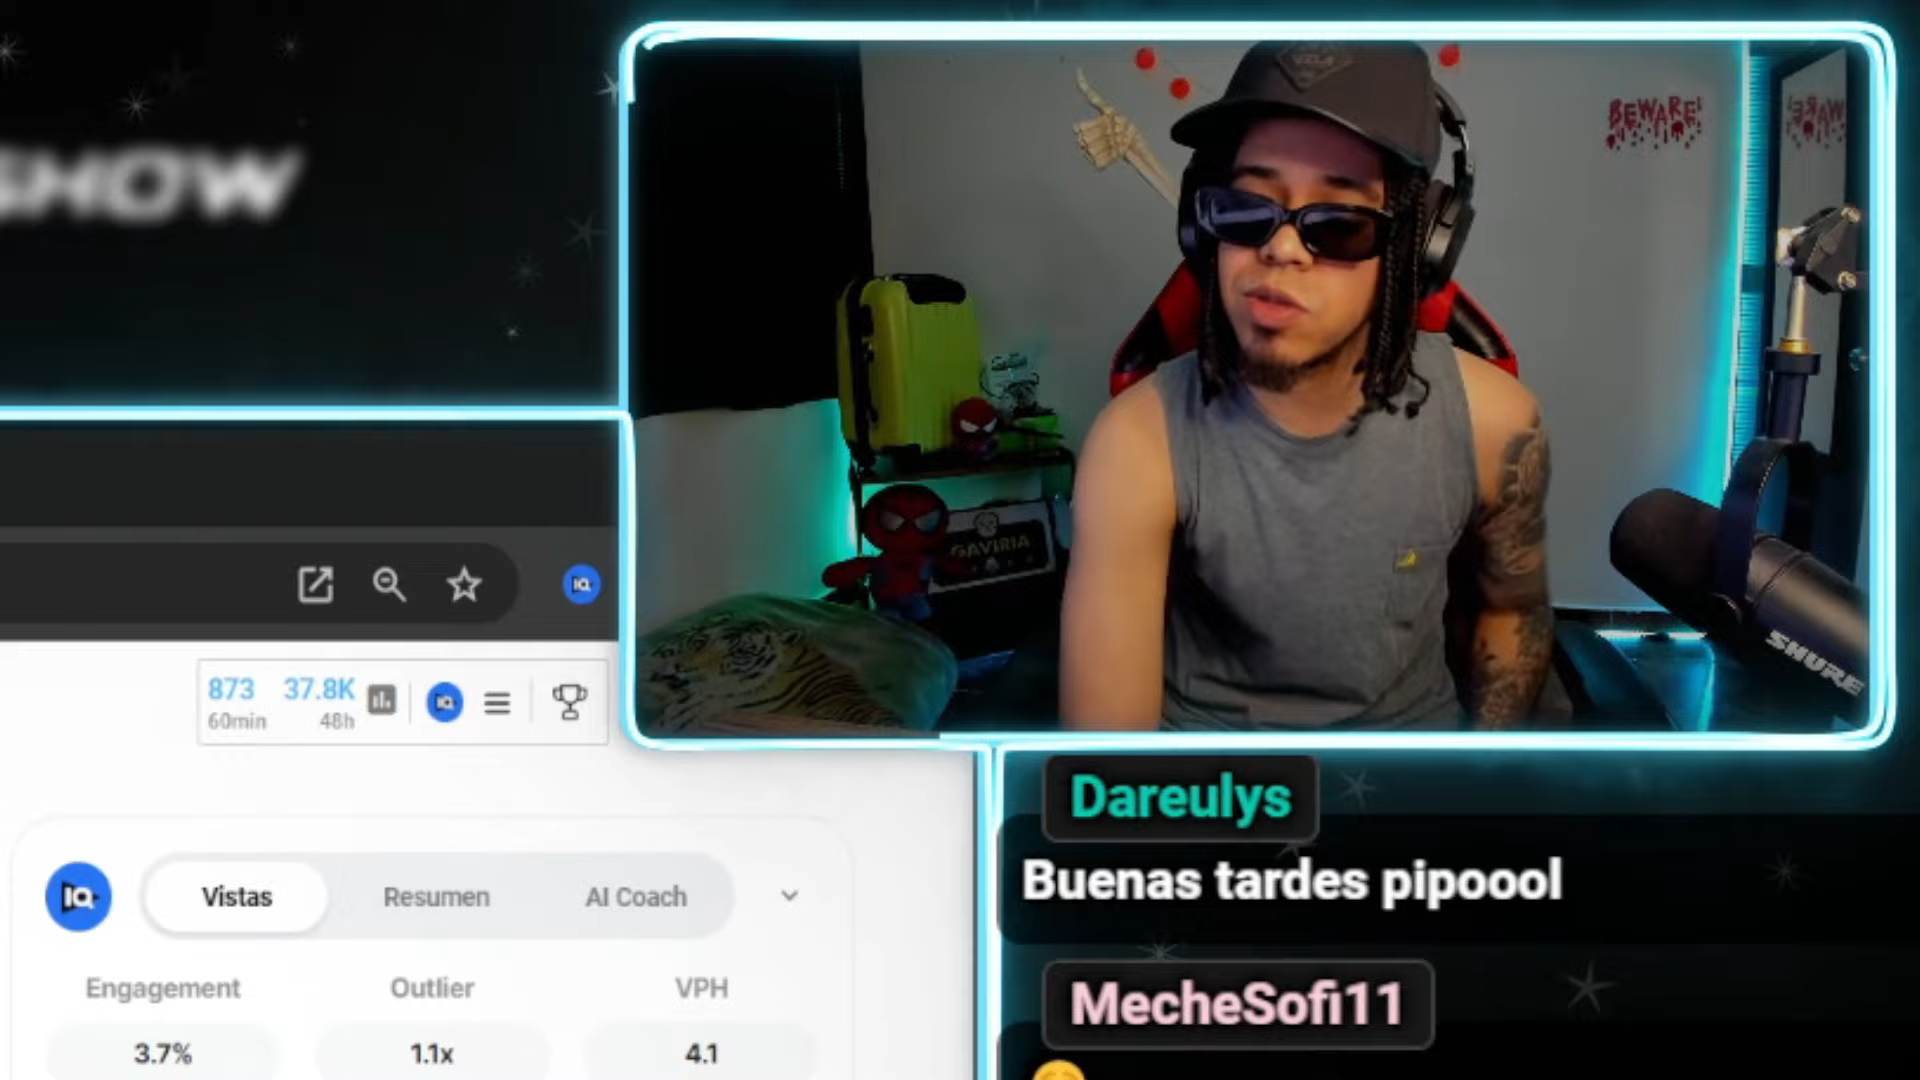 SHOW
BEWARE!
GAVIRIA
SHURE
873 37.8K
60min 48h
IQ
Vistas Resumen AI Coach
Engagement Outlier VPH
3.7% 1.1x 4.1
Dareulys
Buenas tardes pipoool
MecheSofi11